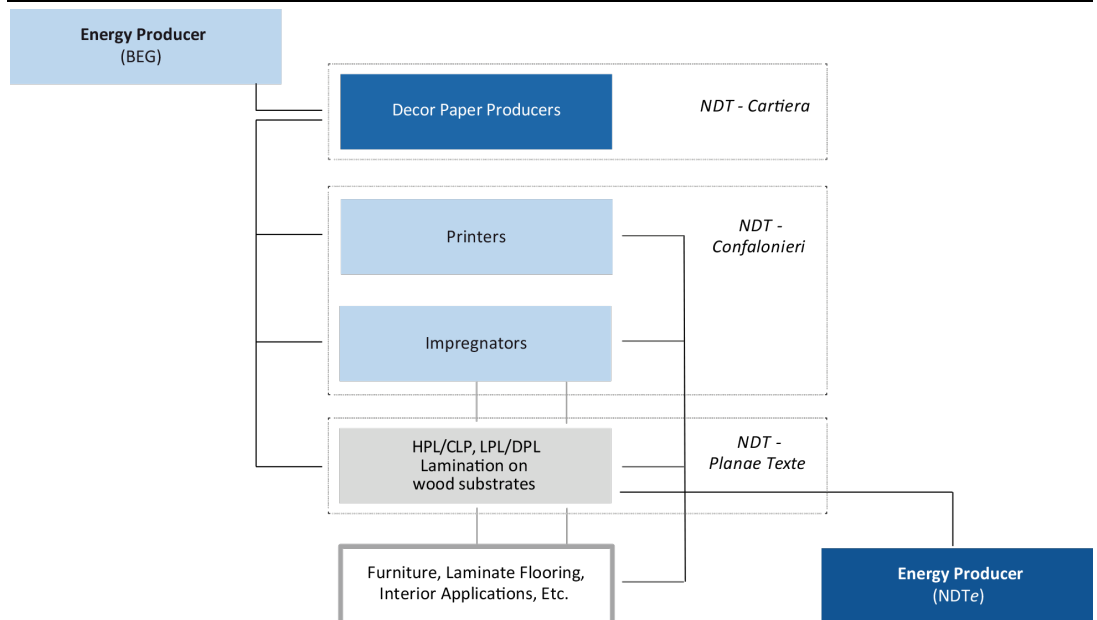 Energy Producer
(BEG)
Decor Paper Producers
NDT - Cartiera
Printers
NDT -
Confalonieri
Impregnators
HPL/CLP, LPL/DPL
Lamination on
wood substrates
NDT -
Planae Texte
Furniture, Laminate Flooring,
Interior Applications, Etc.
Energy Producer
(NDTe)